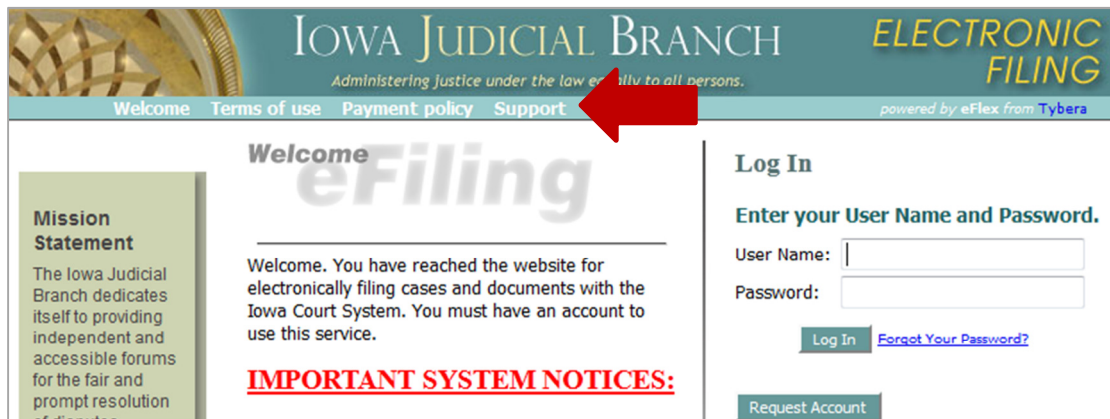 IOWA JUDICIAL BRANCH
Administering justice under the law equally to all persons.
ELECTRONIC
FILING
Welcome Terms of use Payment policy Support
powered by eFlex from Tybera
Mission
Statement
The Iowa Judicial
Branch dedicates
itself to providing
independent and
accessible forums
for the fair and
prompt resolution
of disputes
Welcome
eFiling
Welcome. You have reached the website for
electronically filing cases and documents with the
Iowa Court System. You must have an account to
use this service.
IMPORTANT SYSTEM NOTICES:
Log In
Enter your User Name and Password.
User Name:
Password:
Log In Forgot Your Password?
Request Account